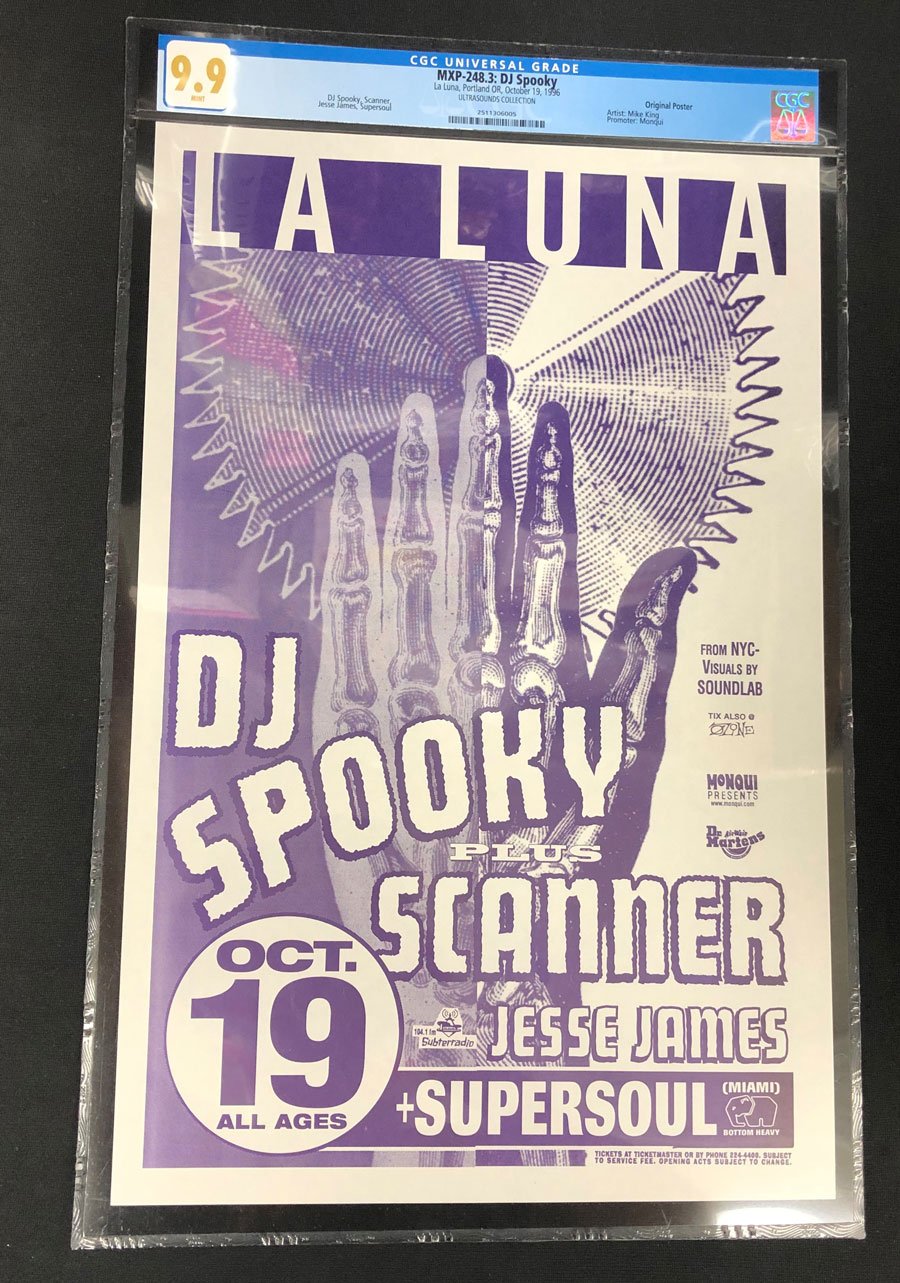 CGC UNIVERSAL GRADE
9.9
MINT
MXP-248.3: DJ Spooky
La Luna, Portland OR, October 19, 1996
ULTRASOUNDS COLLECTION
2511306005
DJ Spooky, Scanner,
Jesse James, Supersoul
Original Poster
Artist: Mike King
Promoter: Monqui
CGC
LA LUNA
FROM NYC-
VISUALS BY
SOUNDLAB
TIX ALSO @
OZONE
MONQUI
PRESENTS
www.monqui.com
Dr. AirWair
Martens
DJ
SPOOKY
PLUS
SCANNER
OCT.
19
ALL AGES
104.1 fm
Subterradio
JESSE JAMES
+SUPERSOUL
(MIAMI)
BOTTOM HEAVY
TICKETS AT TICKETMASTER OR BY PHONE 224-4400. SUBJECT
TO SERVICE FEE. OPENING ACTS SUBJECT TO CHANGE.